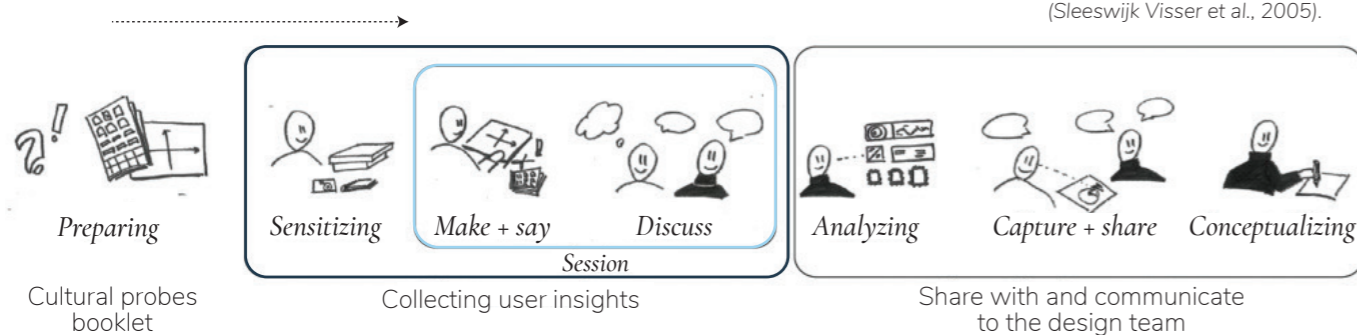 (Sleeswijk Visser et al., 2005).
Preparing
Sensitizing
Make + say
Discuss
Session
Analyzing
Capture + share
Conceptualizing
Cultural probes
booklet
Collecting user insights
Share with and communicate
to the design team